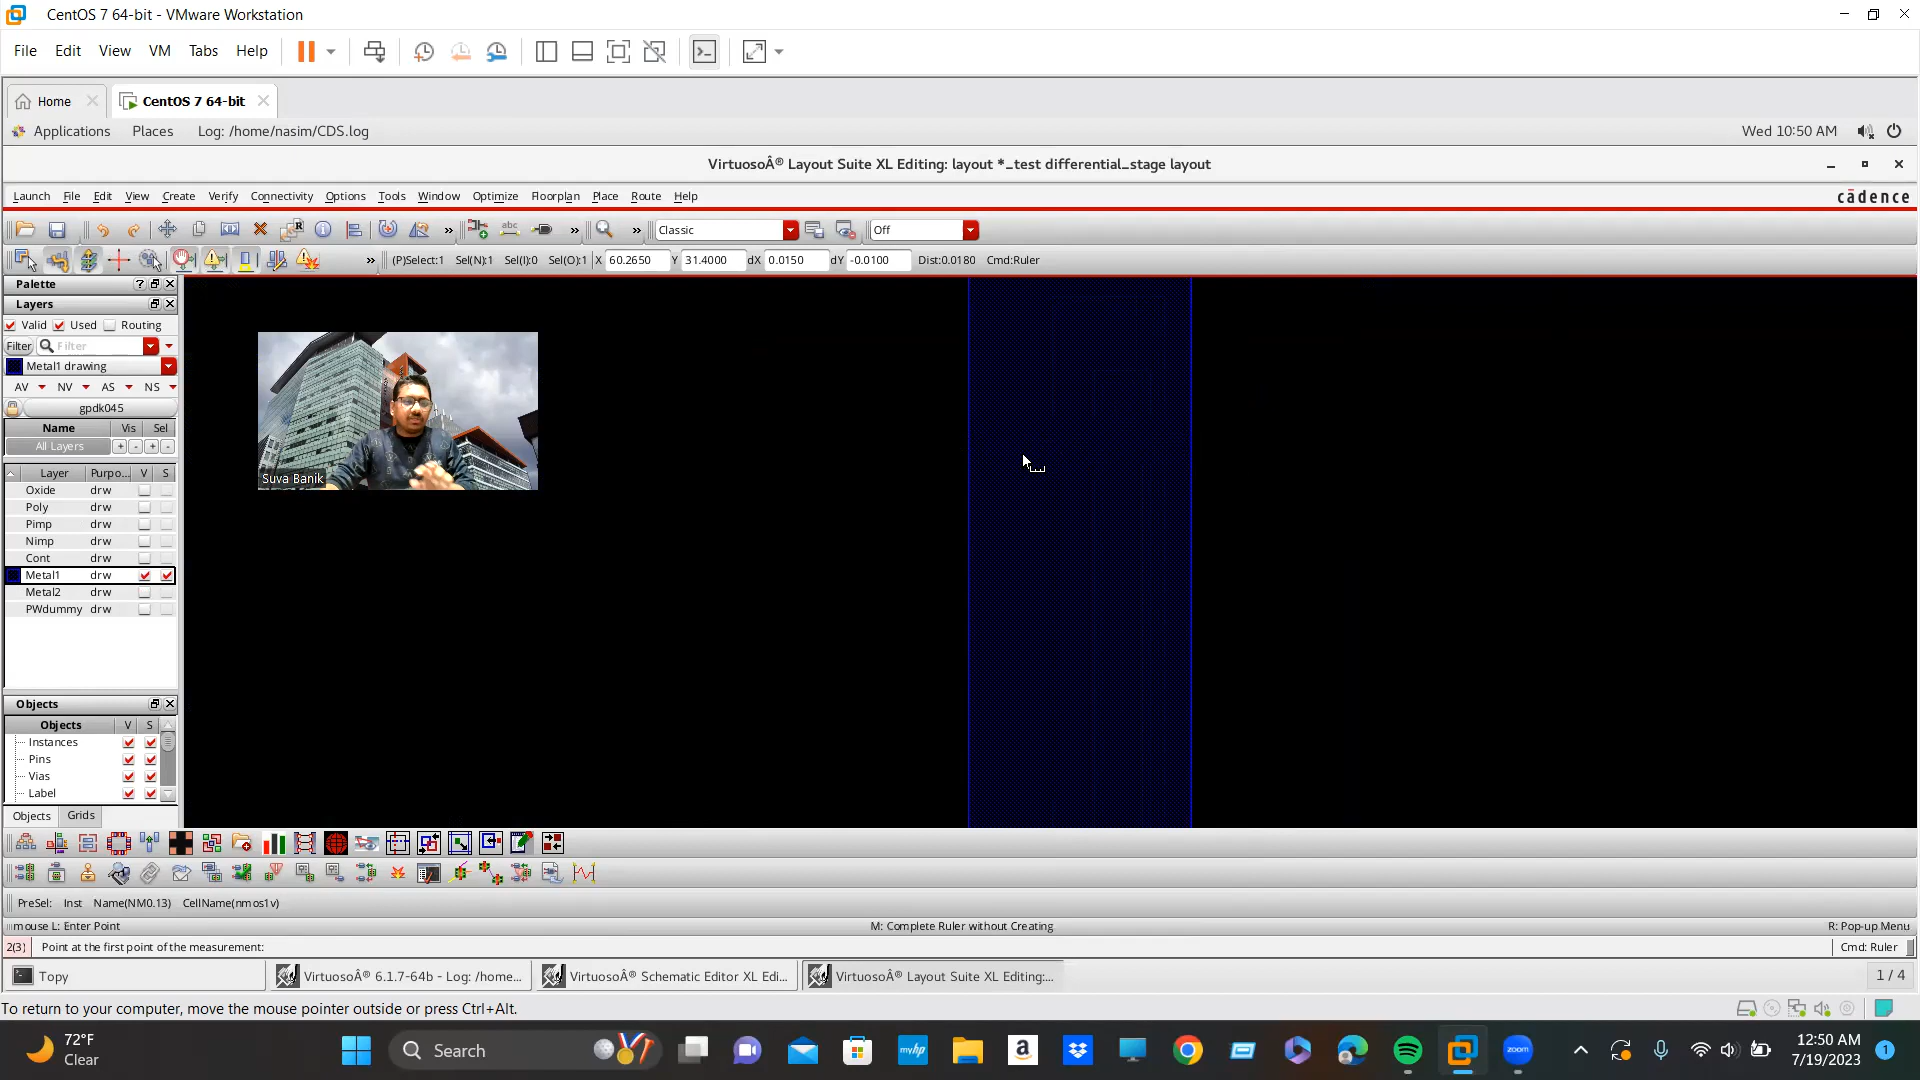 CentOS 7 64-bit - VMware Workstation
File Edit View VM Tabs Help
Home
CentOS 7 64-bit
Applications Places Log: /home/nasim/CDS.log Wed 10:50 AM
VirtuosoÂ® Layout Suite XL Editing: layout *_test differential_stage layout
Launch File Edit View Create Verify Connectivity Options Tools Window Optimize Floorplan Place Route Help cādence
abc Classic Off
(P)Select:1 Sel(N):1 Sel(I):0 Sel(O):1 X 60.2650 Y 31.4000 dX 0.0150 dY -0.0100 Dist:0.0180 Cmd:Ruler
Palette
Layers
Valid Used Routing
Filter Filter
Metal1 drawing
AV NV AS NS
gpdk045
Name Vis Sel
All Layers + - + -
Layer Purpo... V S
Oxide drw
Poly drw
Pimp drw
Nimp drw
Cont drw
Metal1 drw
Metal2 drw
PWdummy drw
Suva Banik
Objects
Objects V S
Instances
Pins
Vias
Label
Objects Grids
PreSel: Inst Name(NM0.13) CellName(nmos1v)
mouse L: Enter Point M: Complete Ruler without Creating R: Pop-up Menu
2(3) Point at the first point of the measurement: Cmd: Ruler
Topy VirtuosoÂ® 6.1.7-64b - Log: /home... VirtuosoÂ® Schematic Editor XL Edi... VirtuosoÂ® Layout Suite XL Editing:... 1 / 4
To return to your computer, move the mouse pointer outside or press Ctrl+Alt.
72°F
Clear
Search
myhp
a
zoom
12:50 AM
7/19/2023
1